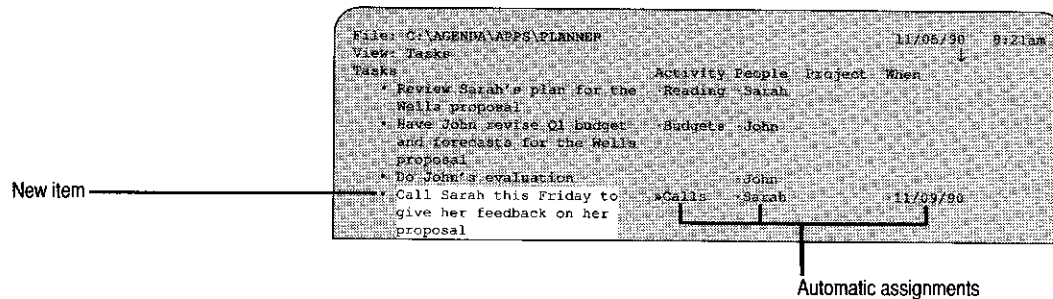 File: C:\AGENDA\APPS\PLANNER 11/06/90 8:21am
View: Tasks
Tasks Activity People Project When
• Review Sarah's plan for the ·Reading ·Sarah
Wells proposal
• Have John revise Q1 budget ·Budgets ·John
and forecasts for the Wells
proposal
• Do John's evaluation ·John
New item • Call Sarah this Friday to »Calls ·Sarah ·11/09/90
give her feedback on her
proposal
Automatic assignments